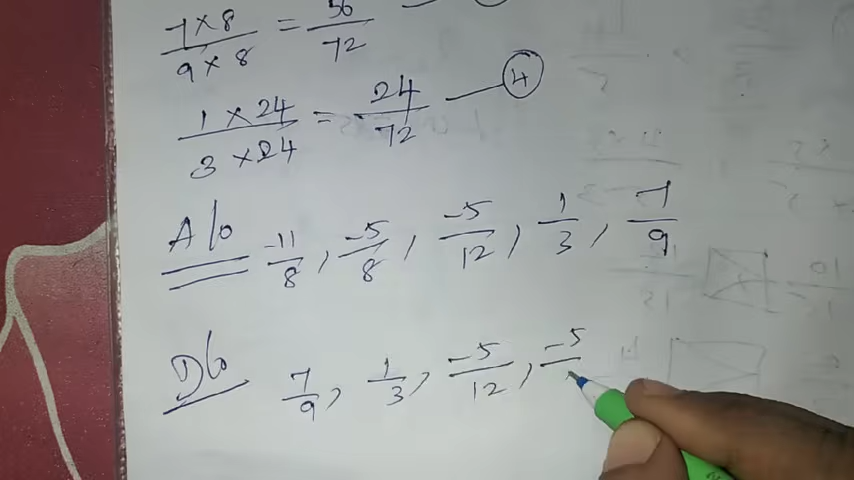 7 × 8 / 9 × 8 = 56 / 72 —
1 × 24 / 3 × 24 = 24 / 72 — 4
A/o -11/8, -5/8, -5/12, 1/3, 7/9
D/o 7/9, 1/3, -5/12, -5/